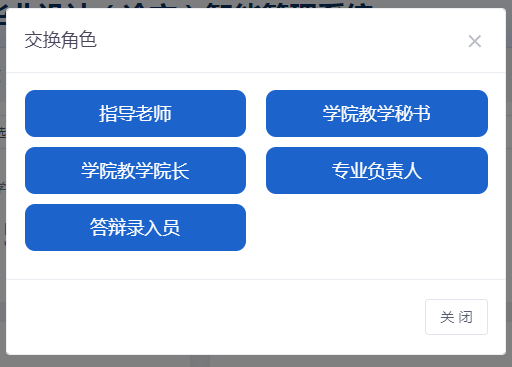 交换角色
指导老师
学院教学秘书
学院教学院长
专业负责人
答辩录入员
关 闭